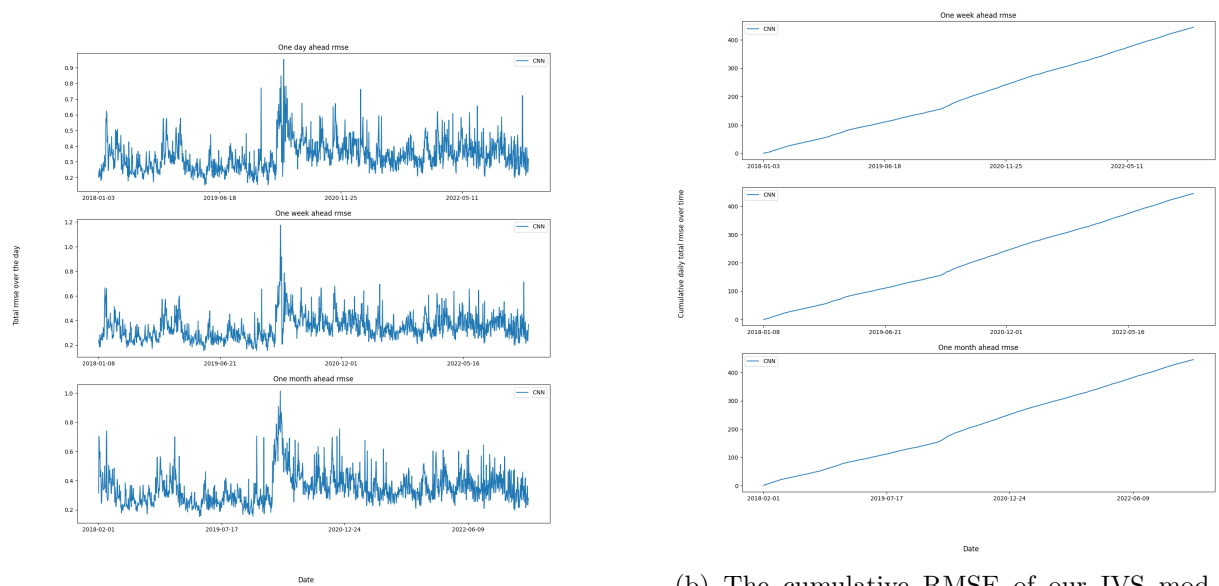 One day ahead rmse
CNN
0.9
0.8
0.7
0.6
0.5
0.4
0.3
0.2
2018-01-03 2019-06-18 2020-11-25 2022-05-11
One week ahead rmse
CNN
1.2
1.0
0.8
0.6
0.4
0.2
2018-01-08 2019-06-21 2020-12-01 2022-05-16
Total rmse over the day
One month ahead rmse
CNN
1.0
0.8
0.6
0.4
0.2
2018-02-01 2019-07-17 2020-12-24 2022-06-09
Date
One week ahead rmse
CNN
400
300
200
100
0
2018-01-03 2019-06-18 2020-11-25 2022-05-11
CNN
400
300
200
100
0
2018-01-08 2019-06-21 2020-12-01 2022-05-16
Cumulative daily total rmse over time
One month ahead rmse
CNN
400
300
200
100
0
2018-02-01 2019-07-17 2020-12-24 2022-06-09
Date
(b) The cumulative RMSE of our IVS mod